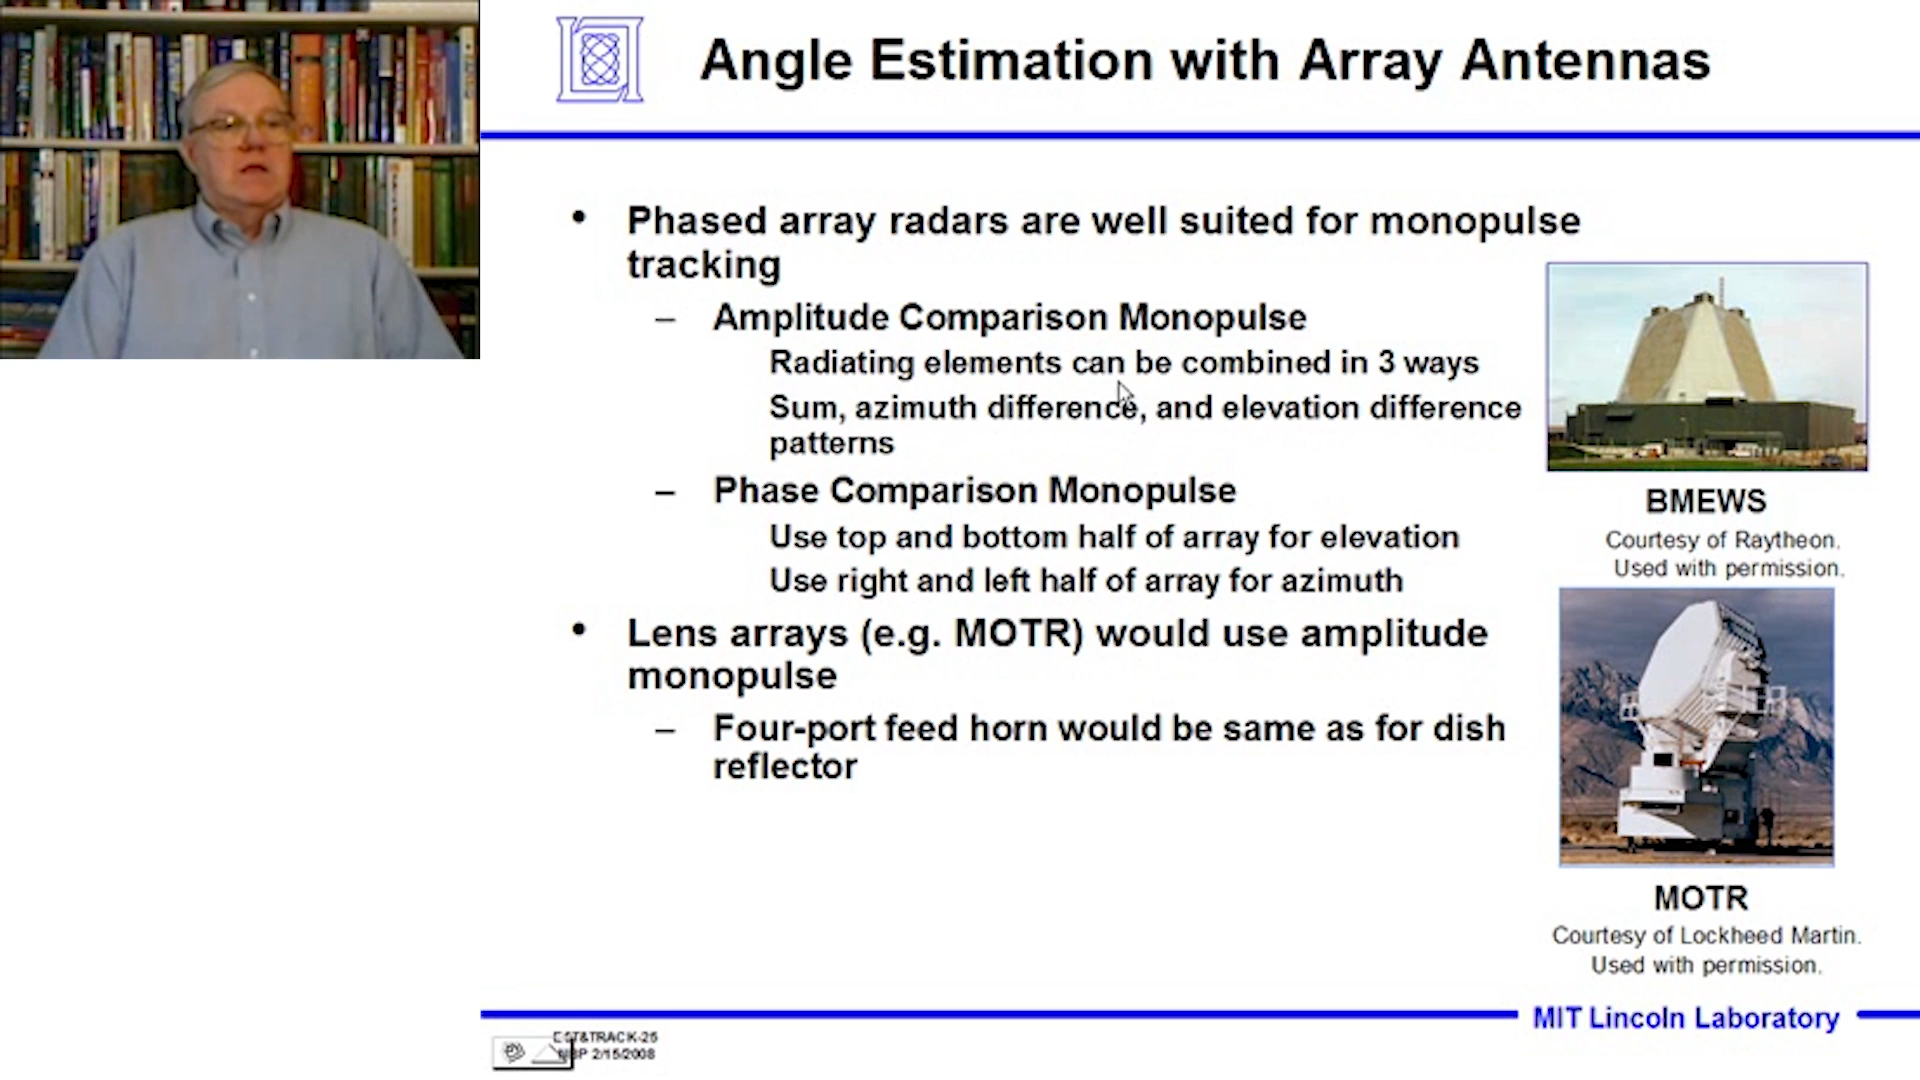 Angle Estimation with Array Antennas
• Phased array radars are well suited for monopulse
tracking
– Amplitude Comparison Monopulse
Radiating elements can be combined in 3 ways
Sum, azimuth difference, and elevation difference
patterns
– Phase Comparison Monopulse
Use top and bottom half of array for elevation
Use right and left half of array for azimuth
• Lens arrays (e.g. MOTR) would use amplitude
monopulse
– Four-port feed horn would be same as for dish
reflector
BMEWS
Courtesy of Raytheon.
Used with permission.
MOTR
Courtesy of Lockheed Martin.
Used with permission.
MIT Lincoln Laboratory
2/15/2008